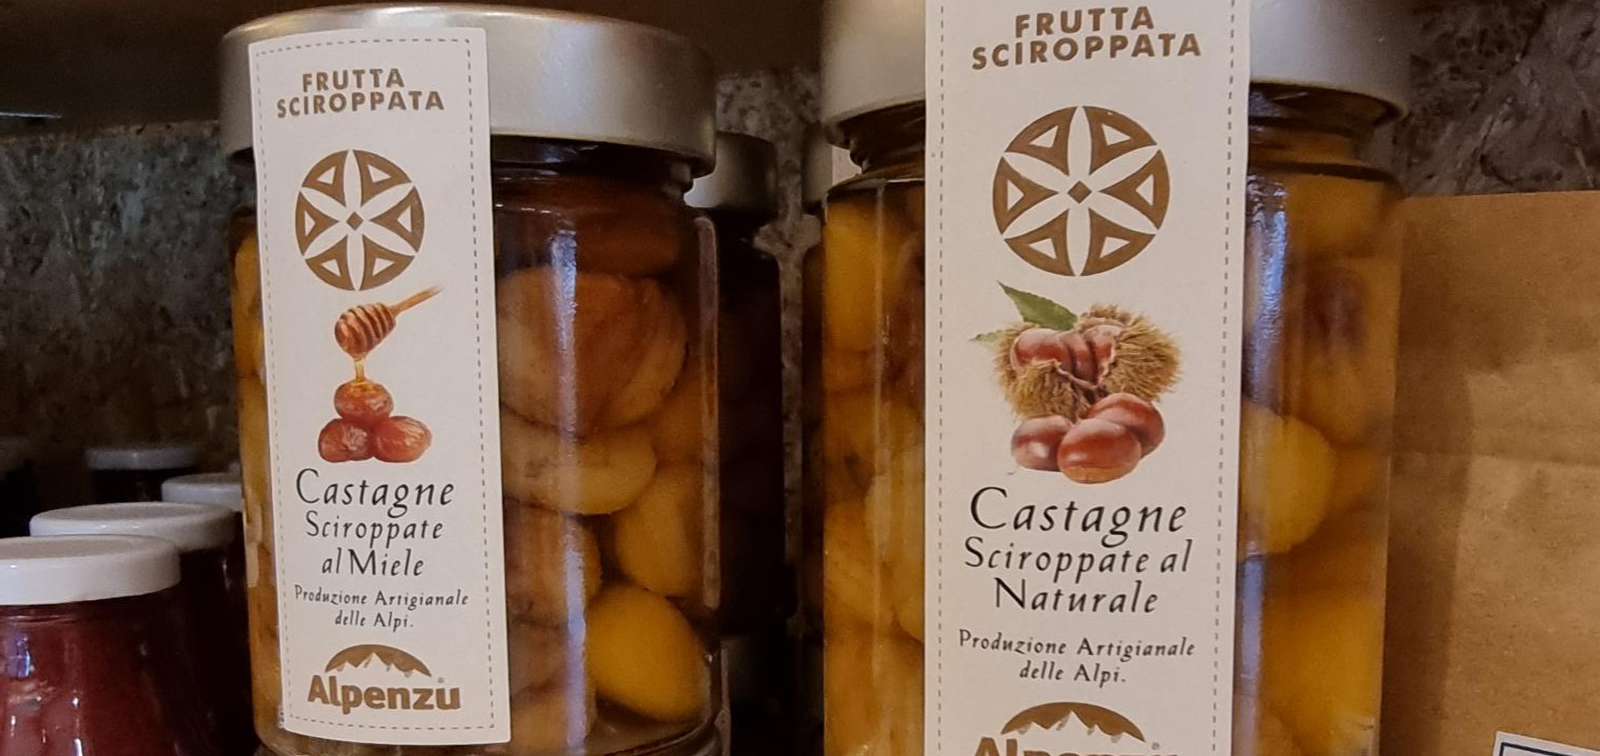 FRUTTA
SCIROPPATA
Castagne
Sciroppate
al Miele
Produzione Artigianale
delle Alpi.
Alpenzu
FRUTTA
SCIROPPATA
Castagne
Sciroppate al
Naturale
Produzione Artigianale
delle Alpi.
Alpenzu